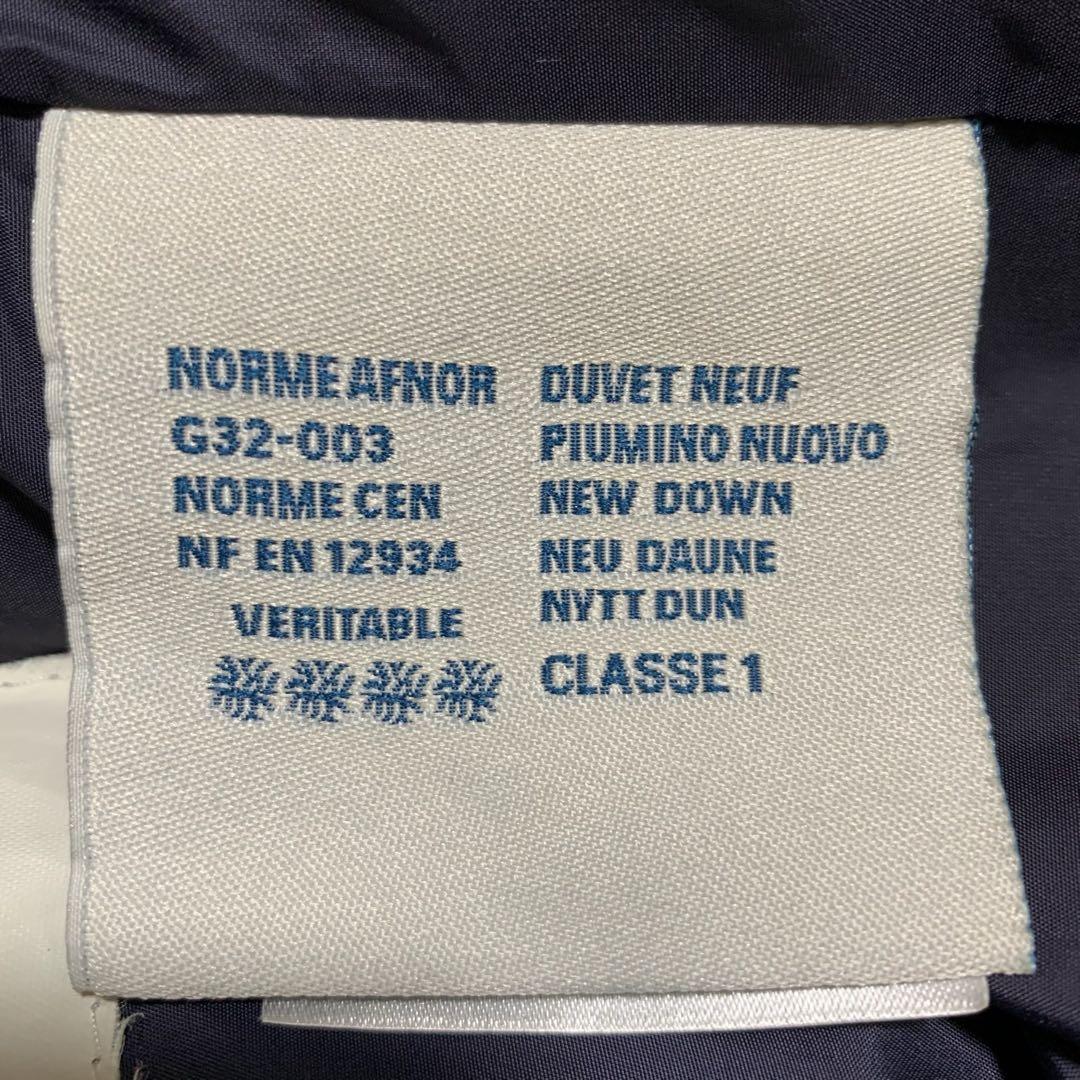 NORME AFNOR
G32-003
NORME CEN
NF EN 12934
VERITABLE
DUVET NEUF
PIUMINO NUOVO
NEW DOWN
NEU DAUNE
NYTT DUN
CLASSE 1